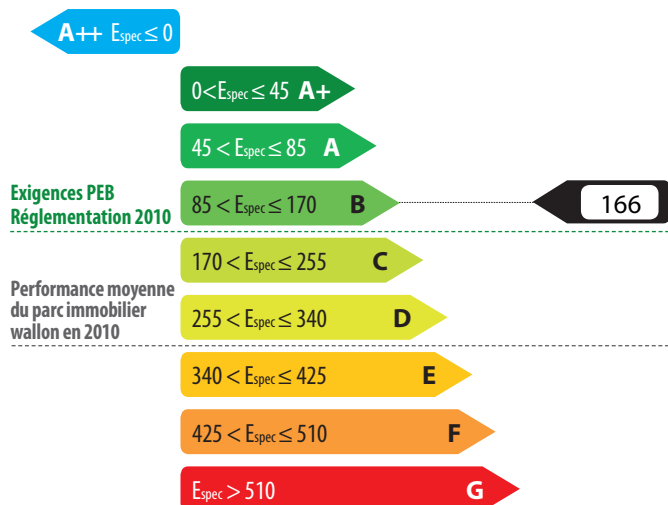 A++ Espec ≤ 0
0<Espec ≤ 45 A+
45 < Espec ≤ 85 A
Exigences PEB
Réglementation 2010
85 < Espec ≤ 170 B
166
170 < Espec ≤ 255 C
Performance moyenne
du parc immobilier
wallon en 2010
255 < Espec ≤ 340 D
340 < Espec ≤ 425 E
425 < Espec ≤ 510 F
Espec > 510 G